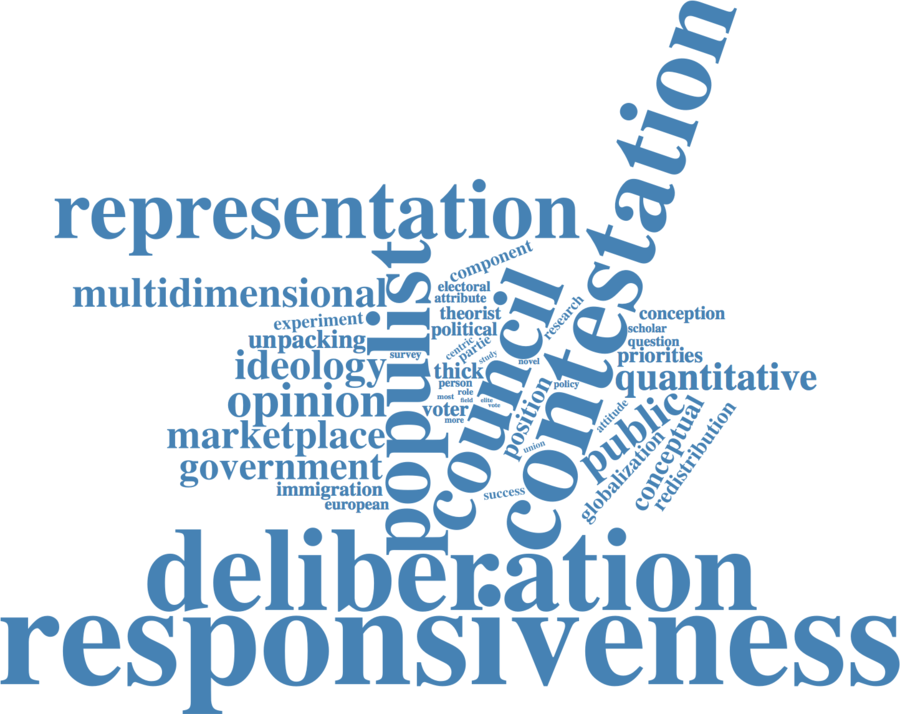 contestation
representation
populist
component
council
multidimensional
electoral
attribute
research
experiment
theorist
conception
unpacking
political
scholar
centric
partie
question
survey
study
novel
priorities
ideology
thick
quantitative
person
policy
role
opinion
most
field
elite
vote
position
attitude
public
voter
more
marketplace
union
conceptual
redistribution
government
globalization
immigration
success
european
deliberation
responsiveness